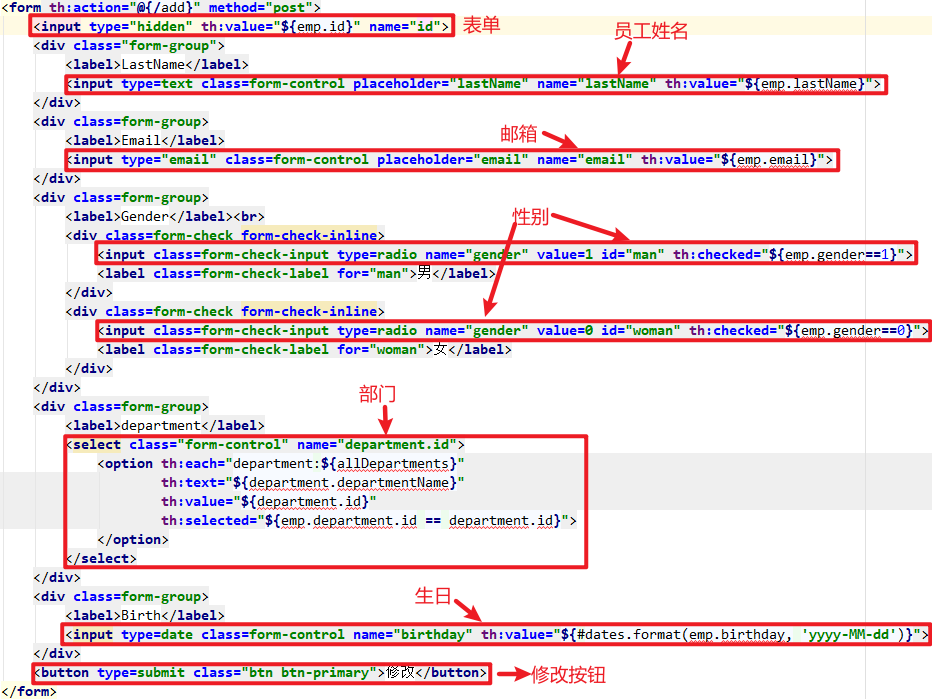 <form th:action="@{/add}" method="post">
<input type="hidden" th:value="${emp.id}" name="id"> 表单
<div class="form-group"> 员工姓名
<label>LastName</label>
<input type=text class=form-control placeholder="lastName" name="lastName" th:value="${emp.lastName}">
</div>
<div class=form-group>
<label>Email</label> 邮箱
<input type="email" class=form-control placeholder="email" name="email" th:value="${emp.email}">
</div>
<div class=form-group>
<label>Gender</label><br> 性别
<div class=form-check form-check-inline>
<input class=form-check-input type=radio name="gender" value=1 id="man" th:checked="${emp.gender==1}">
<label class=form-check-label for="man">男</label>
</div>
<div class=form-check form-check-inline>
<input class=form-check-input type=radio name="gender" value=0 id="woman" th:checked="${emp.gender==0}">
<label class=form-check-label for="woman">女</label>
</div>
</div>
部门
<div class=form-group>
<label>department</label>
<select class="form-control" name="department.id">
<option th:each="department:${allDepartments}"
th:text="${department.departmentName}"
th:value="${department.id}"
th:selected="${emp.department.id == department.id}">
</option>
</select>
</div>
<div class=form-group> 生日
<label>Birth</label>
<input type=date class=form-control name="birthday" th:value="${#dates.format(emp.birthday, 'yyyy-MM-dd')}">
</div>
<button type=submit class="btn btn-primary">修改</button> 修改按钮
</form>